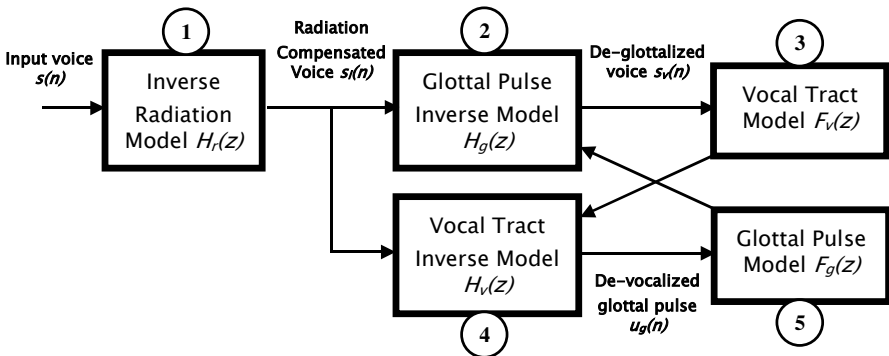 1
Input voice
s(n)
Inverse
Radiation
Model Hr(z)
Radiation
Compensated
Voice sl(n)
2
Glottal Pulse
Inverse Model
Hg(z)
De-glottalized
voice sv(n)
3
Vocal Tract
Model Fv(z)
Vocal Tract
Inverse Model
Hv(z)
4
De-vocalized
glottal pulse
ug(n)
Glottal Pulse
Model Fg(z)
5